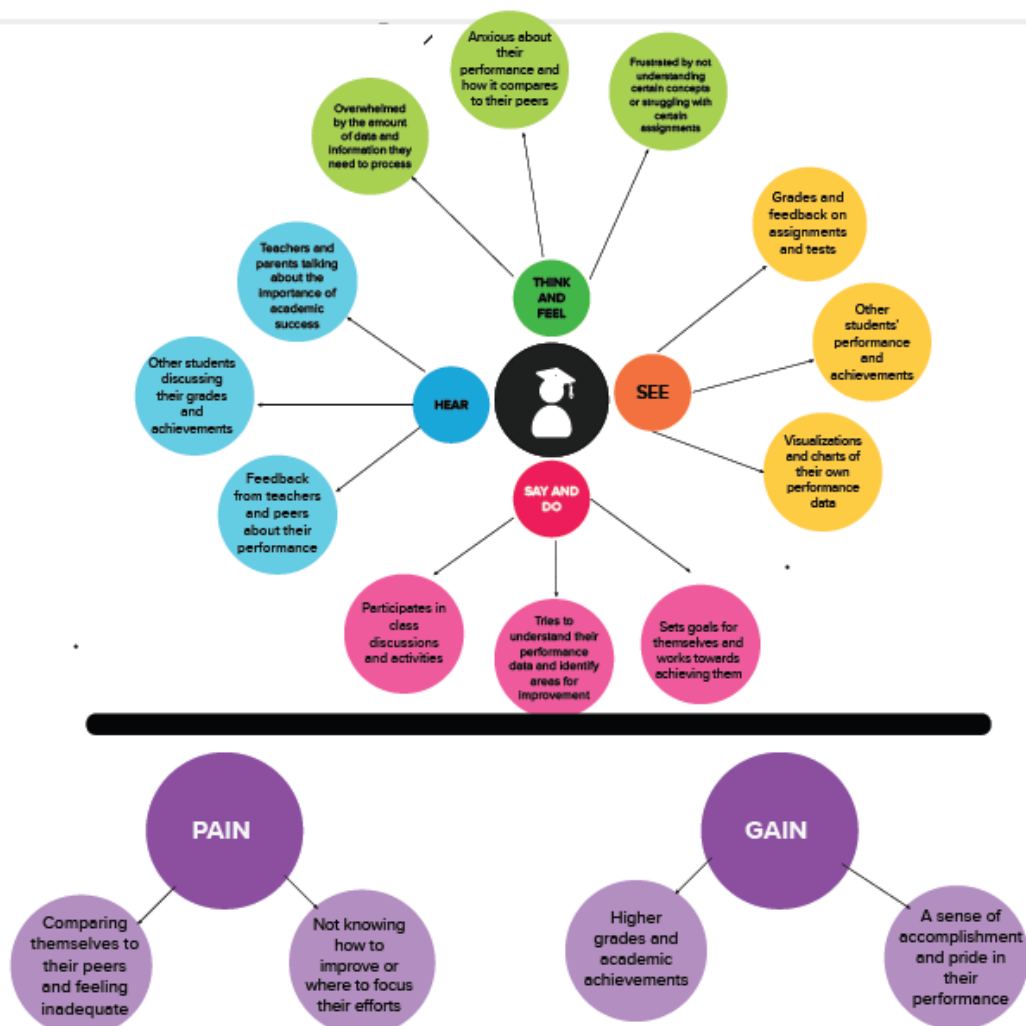 Anxious about
their
performance and
how it compares
to their peers
Frustrated by not
understanding
certain concepts
or struggling with
certain
assignments
Overwhelmed
by the amount
of data and
information they
need to process
THINK
AND
FEEL
Grades and
feedback on
assignments
and tests
Other
students'
performance
and
achievements
Visualizations
and charts of
their own
performance
data
SEE
Teachers and
parents talking
about the
importance of
academic
success
Other students
discussing
their grades
and
achievements
Feedback
from teachers
and peers
about their
performance
HEAR
SAY AND
DO
Participates in
class
discussions
and activities
Tries to
understand their
performance
data and identify
areas for
improvement
Sets goals for
themselves and
works towards
achieving them
PAIN
Comparing
themselves to
their peers
and feeling
inadequate
Not knowing
how to
improve or
where to focus
their efforts
GAIN
Higher
grades and
academic
achievements
A sense of
accomplishment
and pride in
their
performance